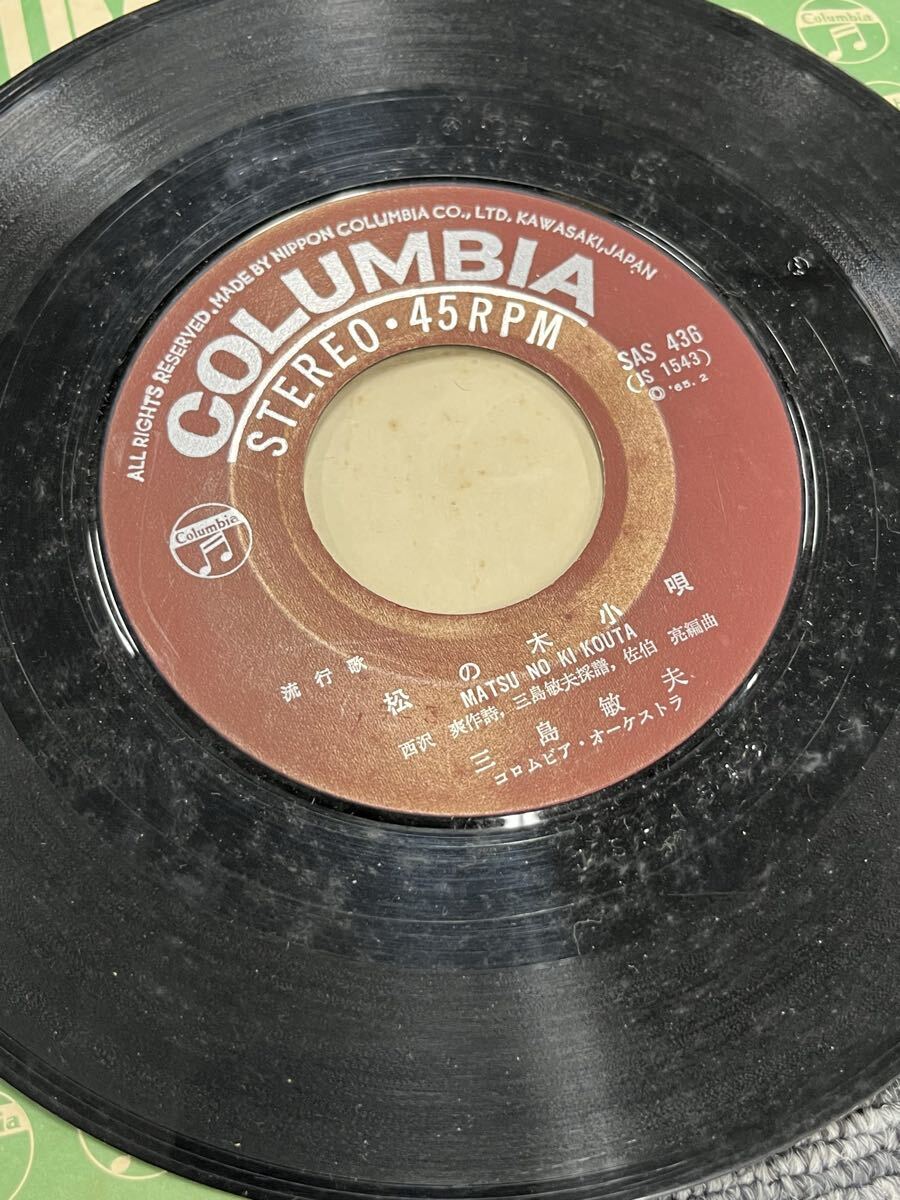 Columbia
ALL RIGHTS RESERVED. MADE BY NIPPON COLUMBIA CO., LTD. KAWASAKI, JAPAN
COLUMBIA
STEREO・45RPM
SAS 436
(JS 1543)
Ⓟ '65. 2
Columbia
流行歌
松の木小唄
MATSU NO KI KOUTA
西沢 爽作詩, 三島敏夫採譜, 佐伯 亮編曲
三島敏夫
コロムビア・オーケストラ
Columbia